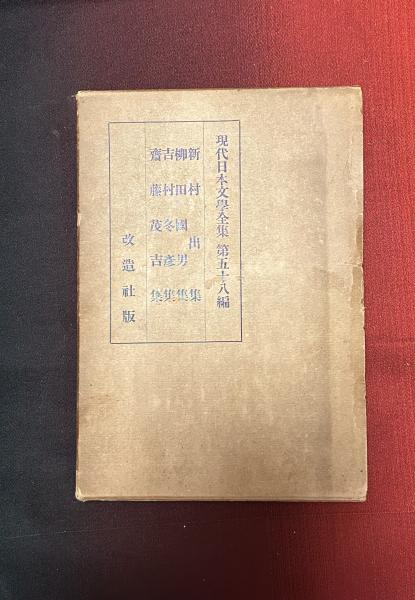 現代日本文學全集 第五十八編
新村出集
柳田國男集
吉村冬彥集
齋藤茂吉集
改造社版